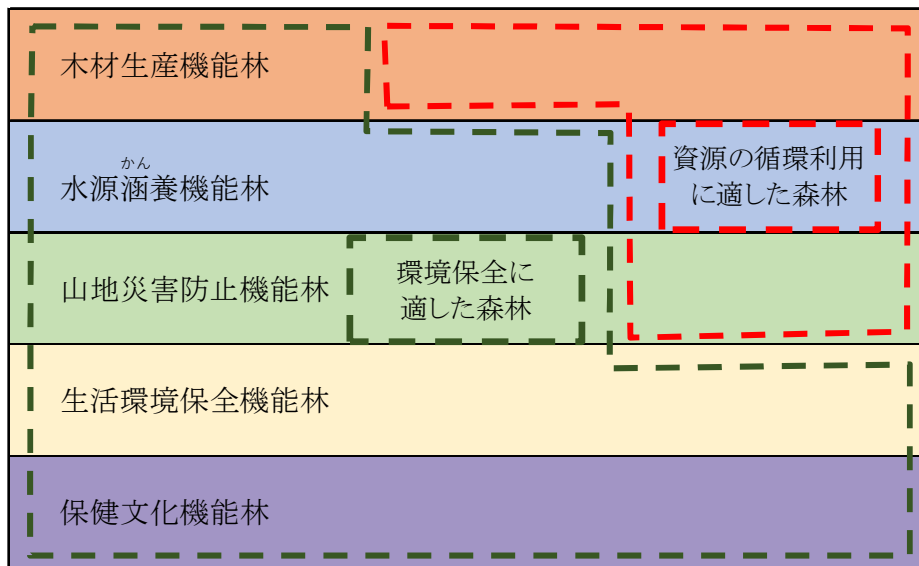 木材生産機能林
かん
水源涵養機能林
資源の循環利用
に適した森林
山地災害防止機能林
環境保全に
適した森林
生活環境保全機能林
保健文化機能林